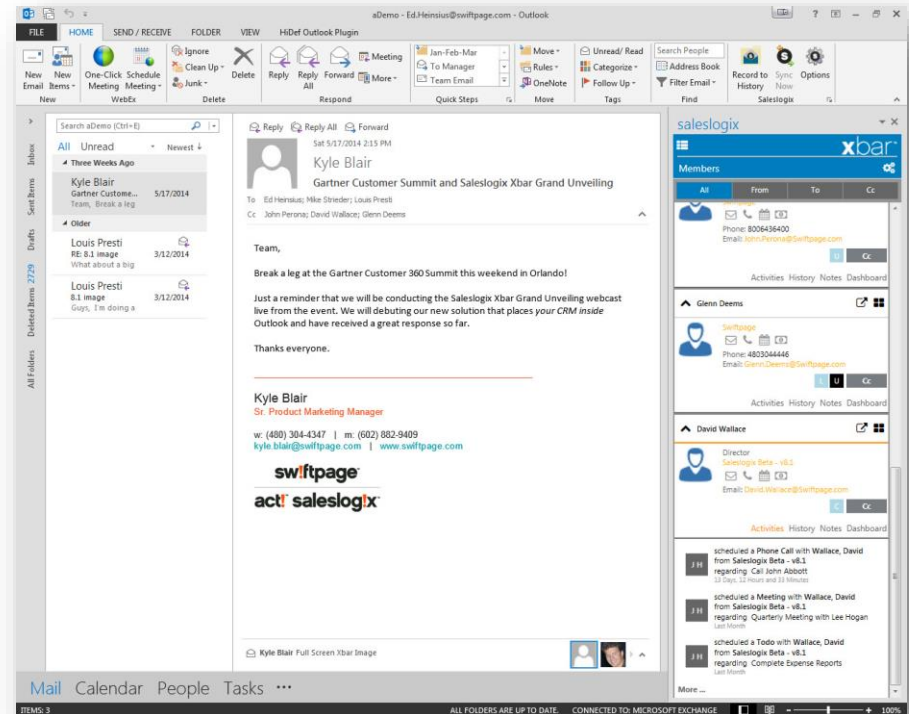 aDemo - Ed.Heinsius@swiftpage.com - Outlook
FILE HOME SEND / RECEIVE FOLDER VIEW HiDef Outlook Plugin
New Email
New Items
New
One-Click Meeting
Schedule Meeting
WebEx
Ignore
Clean Up
Junk
Delete
Delete
Reply
Reply All
Forward
Meeting
More
Respond
Jan-Feb-Mar
To Manager
Team Email
Quick Steps
Move
Rules
OneNote
Move
Unread/ Read
Categorize
Follow Up
Tags
Search People
Address Book
Filter Email
Find
Record to History
Sync Now
Options
Saleslogix
Inbox
Sent Items
Drafts
Deleted Items 2729
All Folders
Search aDemo (Ctrl+E)
All Unread Newest ↓
Three Weeks Ago
Kyle Blair
Gartner Custome... 5/17/2014
Team, Break a leg
Older
Louis Presti
RE: 8.1 image 3/12/2014
What about a big
Louis Presti
8.1 image 3/12/2014
Guys, I'm doing a
Reply Reply All Forward
Sat 5/17/2014 2:15 PM
Kyle Blair
Gartner Customer Summit and Saleslogix Xbar Grand Unveiling
To Ed Heinsius; Mike Strieder; Louis Presti
Cc John Perona; David Wallace; Glenn Deems
Team,
Break a leg at the Gartner Customer 360 Summit this weekend in Orlando!
Just a reminder that we will be conducting the Saleslogix Xbar Grand Unveiling webcast
live from the event. We will debuting our new solution that places your CRM inside
Outlook and have received a great response so far.
Thanks everyone.
Kyle Blair
Sr. Product Marketing Manager
w: (480) 304-4347 | m: (602) 882-9409
kyle.blair@swiftpage.com | www.swiftpage.com
sw!ftpage
act! saleslog!x
Kyle Blair Full Screen Xbar Image
saleslogix
xbar
Members
All From To Cc
Phone: 8006436400
Email: John.Perona@Swiftpage.com
U Cc
Activities History Notes Dashboard
Glenn Deems
Swiftpage
Phone: 4803044446
Email: Glenn.Deems@Swiftpage.com
U Cc
Activities History Notes Dashboard
David Wallace
Director
Saleslogix Beta - v8.1
Email: David.Wallace@Swiftpage.com
C Cc
Activities History Notes Dashboard
JH
scheduled a Phone Call with Wallace, David
from Saleslogix Beta - v8.1
regarding Call John Abbott
13 Days, 12 Hours and 33 Minutes
JH
scheduled a Meeting with Wallace, David
from Saleslogix Beta - v8.1
regarding Quarterly Meeting with Lee Hogan
Last Month
JH
scheduled a Todo with Wallace, David
from Saleslogix Beta - v8.1
regarding Complete Expense Reports
Last Month
More ...
Mail Calendar People Tasks ...
ITEMS: 3 ALL FOLDERS ARE UP TO DATE. CONNECTED TO: MICROSOFT EXCHANGE 100%